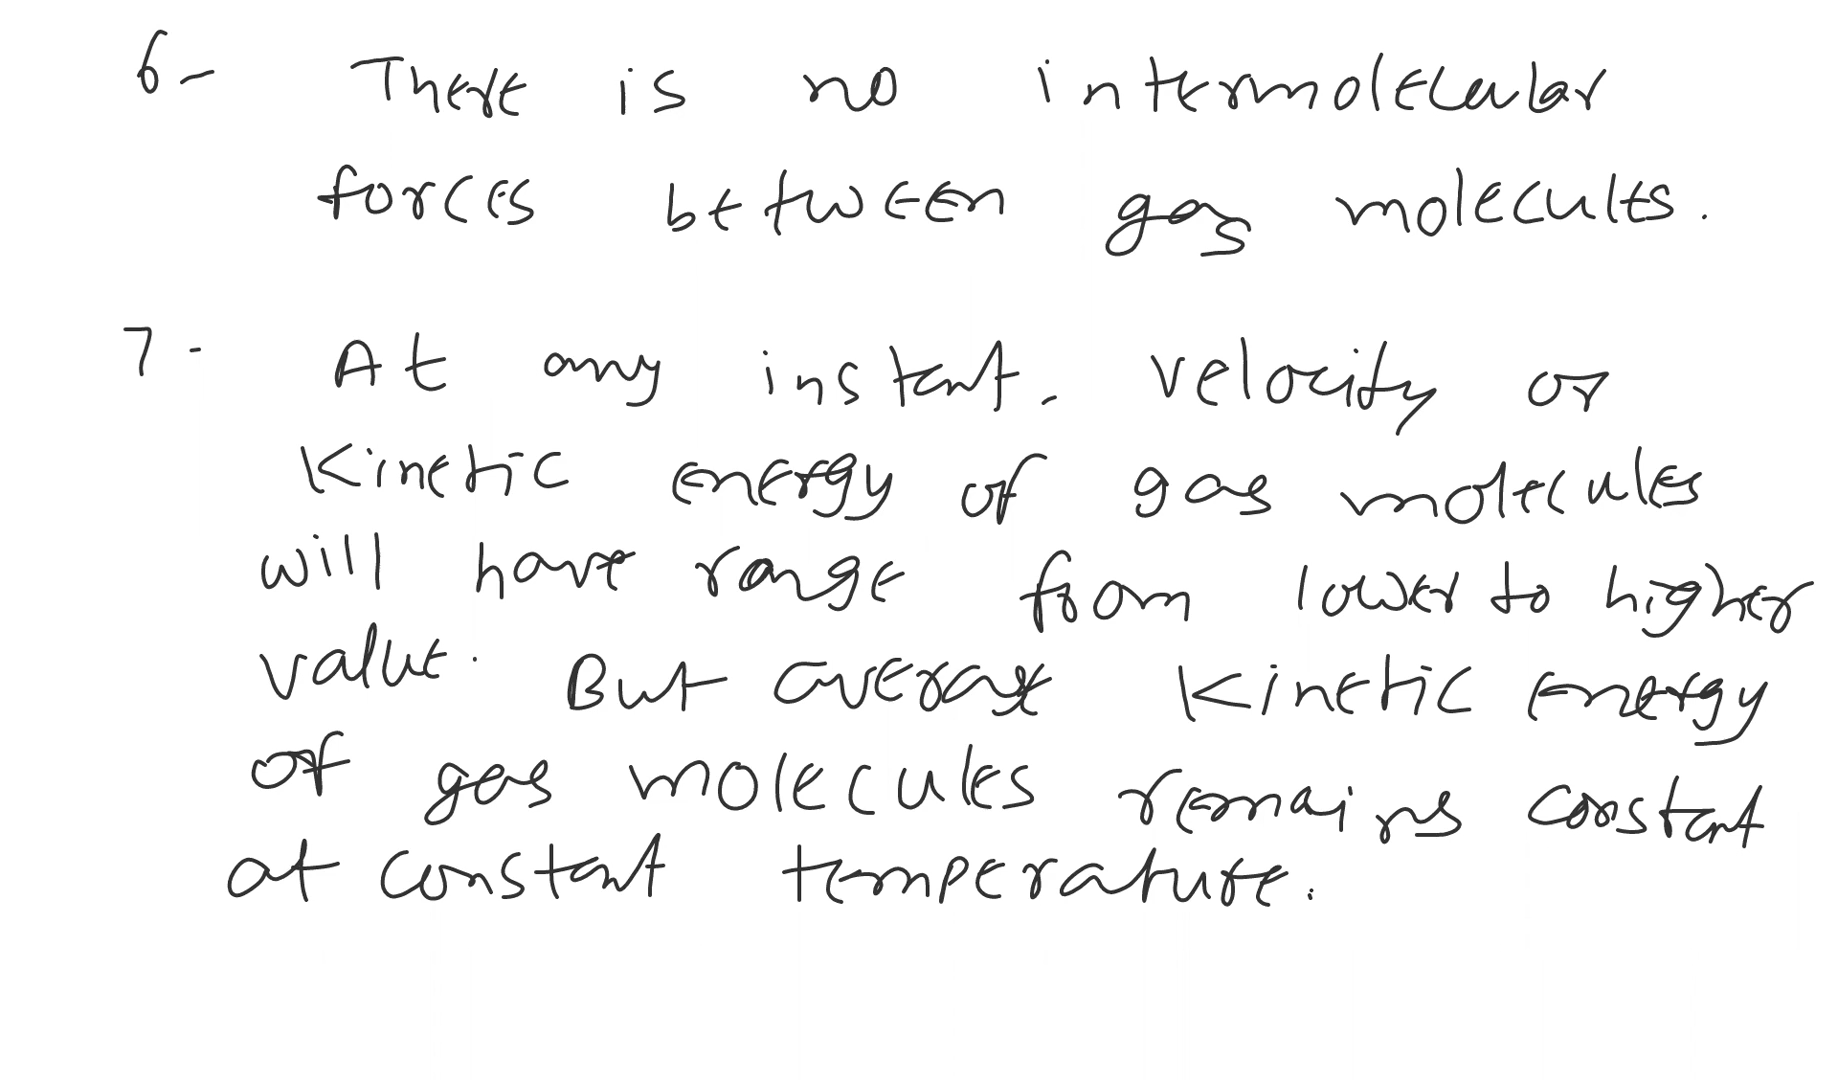 6- There is no intermolecular
forces between gas molecules.
7- At any instant. velocity or
Kinetic energy of gas molecules
will have range from lower to higher
value. But average Kinetic energy
of gas molecules remains constant
at constant temperature.